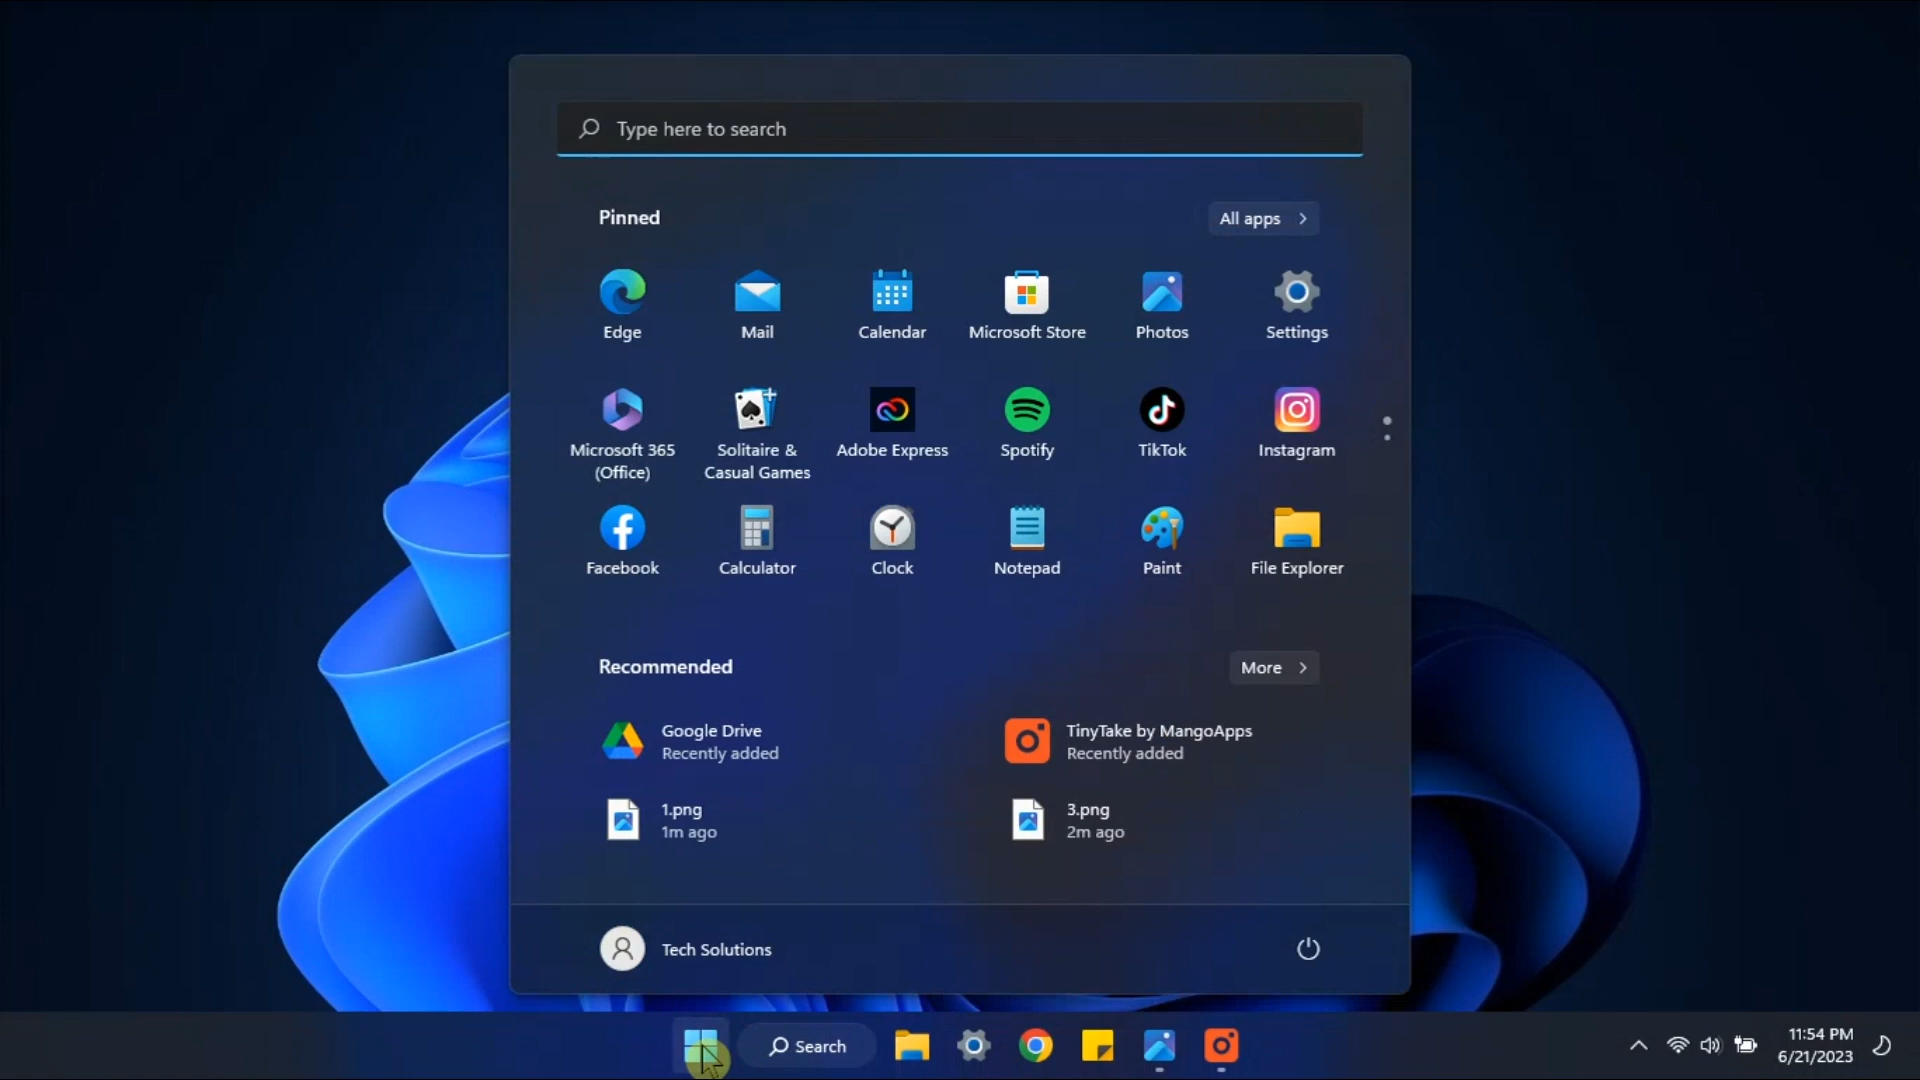 Type here to search
Pinned
All apps
Edge
Mail
Calendar
Microsoft Store
Photos
Settings
Microsoft 365
(Office)
Solitaire &
Casual Games
Adobe Express
Spotify
TikTok
Instagram
Facebook
Calculator
Clock
Notepad
Paint
File Explorer
Recommended
More
Google Drive
Recently added
TinyTake by MangoApps
Recently added
1.png
1m ago
3.png
2m ago
Tech Solutions
Search
11:54 PM
6/21/2023